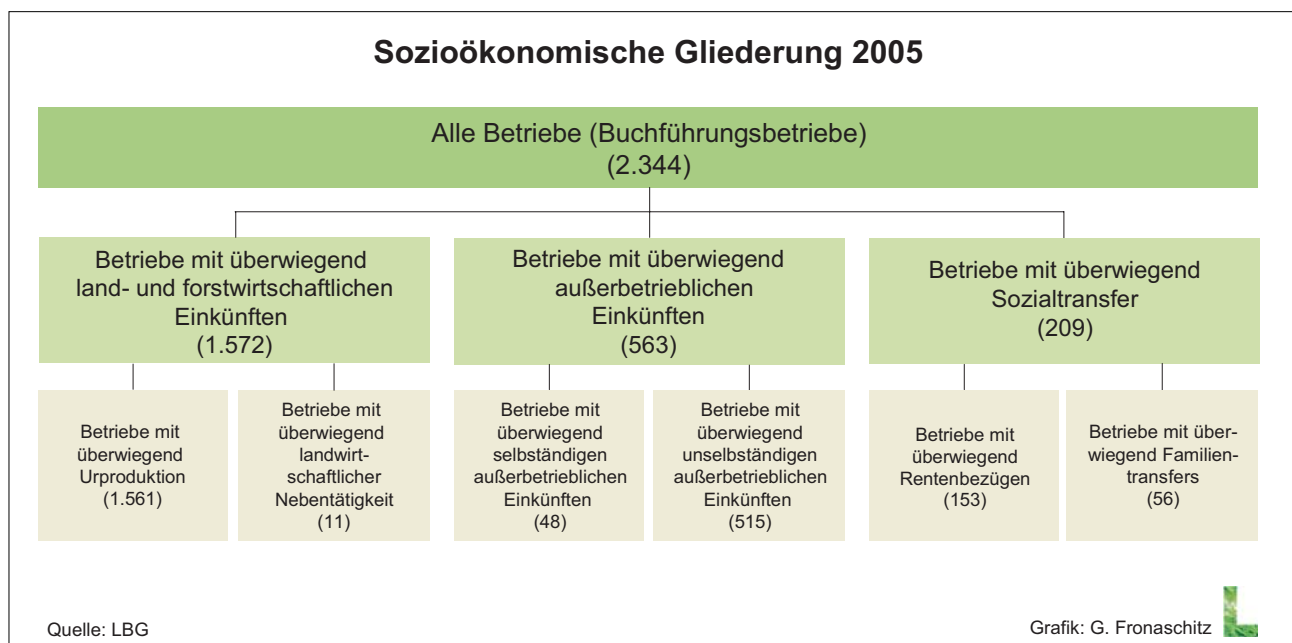 Sozioökonomische Gliederung 2005
Alle Betriebe (Buchführungsbetriebe)
(2.344)
Betriebe mit überwiegend
land- und forstwirtschaftlichen
Einkünften
(1.572)
Betriebe mit überwiegend
außerbetrieblichen
Einkünften
(563)
Betriebe mit überwiegend
Sozialtransfer
(209)
Betriebe mit
überwiegend
Urproduktion
(1.561)
Betriebe mit
überwiegend
landwirt-
schaftlicher
Nebentätigkeit
(11)
Betriebe mit
überwiegend
selbständigen
außerbetrieblichen
Einkünften
(48)
Betriebe mit
überwiegend
unselbständigen
außerbetrieblichen
Einkünften
(515)
Betriebe mit
überwiegend
Rentenbezügen
(153)
Betriebe mit über-
wiegend Familien-
transfers
(56)
Quelle: LBG
Grafik: G. Fronaschitz
L